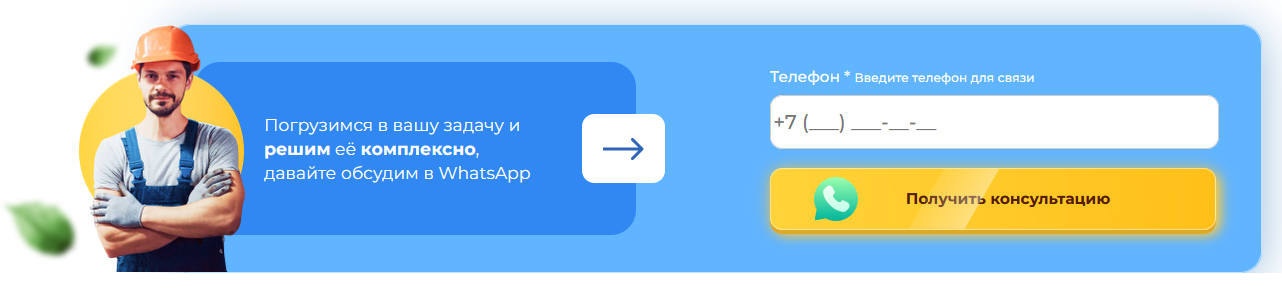 Погрузимся в вашу задачу и
решим её комплексно,
давайте обсудим в WhatsApp
Телефон * Введите телефон для связи
+7 (___) ___-__-__
Получить консультацию